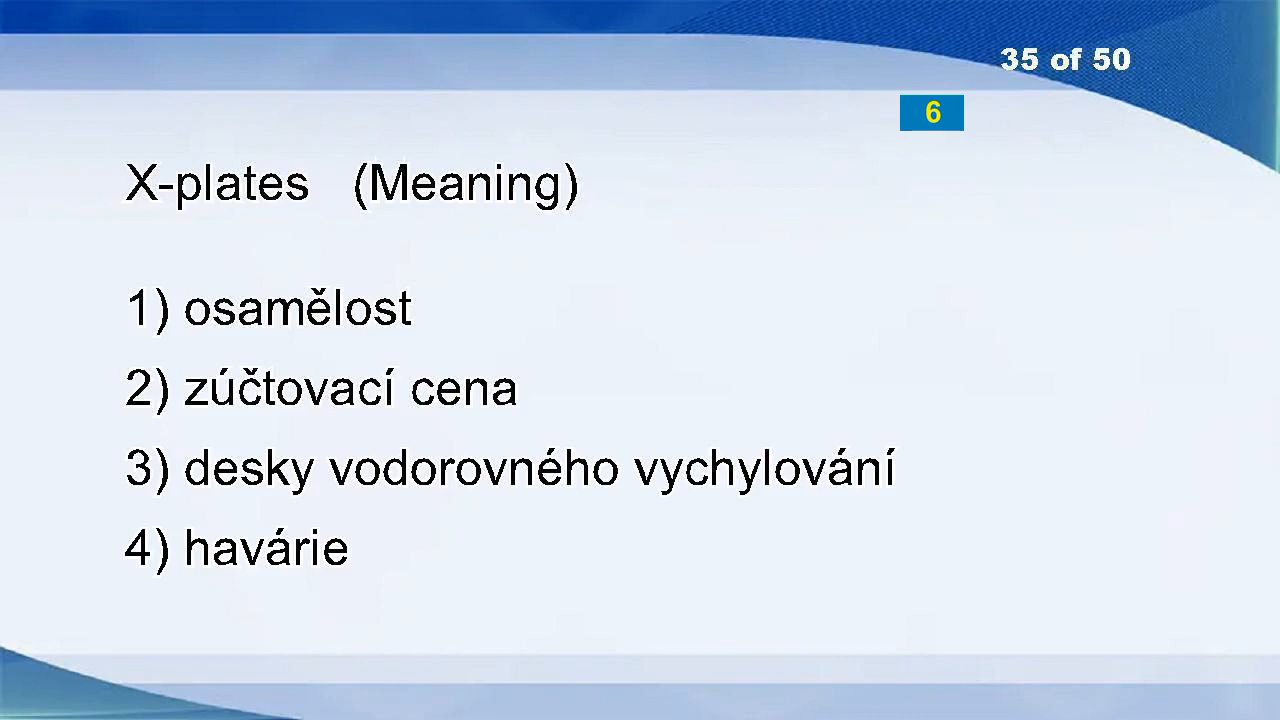 35 of 50
6
X-plates (Meaning)
1) osamělost
2) zúčtovací cena
3) desky vodorovného vychylování
4) havárie